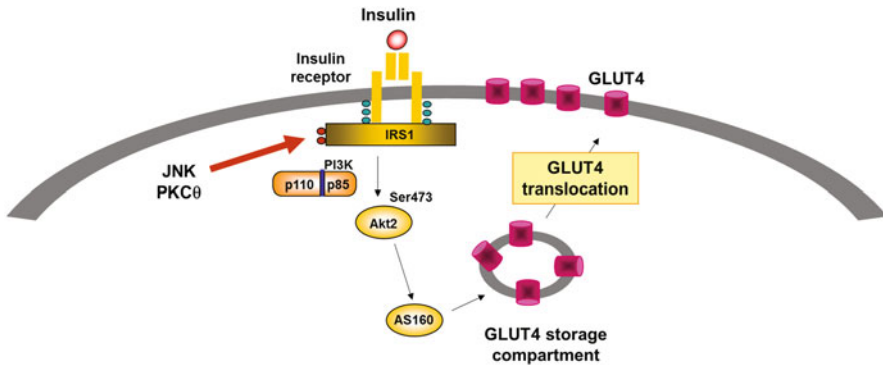 Insulin
Insulin
receptor
GLUT4
IRS1
JNK
PKCθ
PI3K
p110
p85
Ser473
Akt2
GLUT4
translocation
AS160
GLUT4 storage
compartment